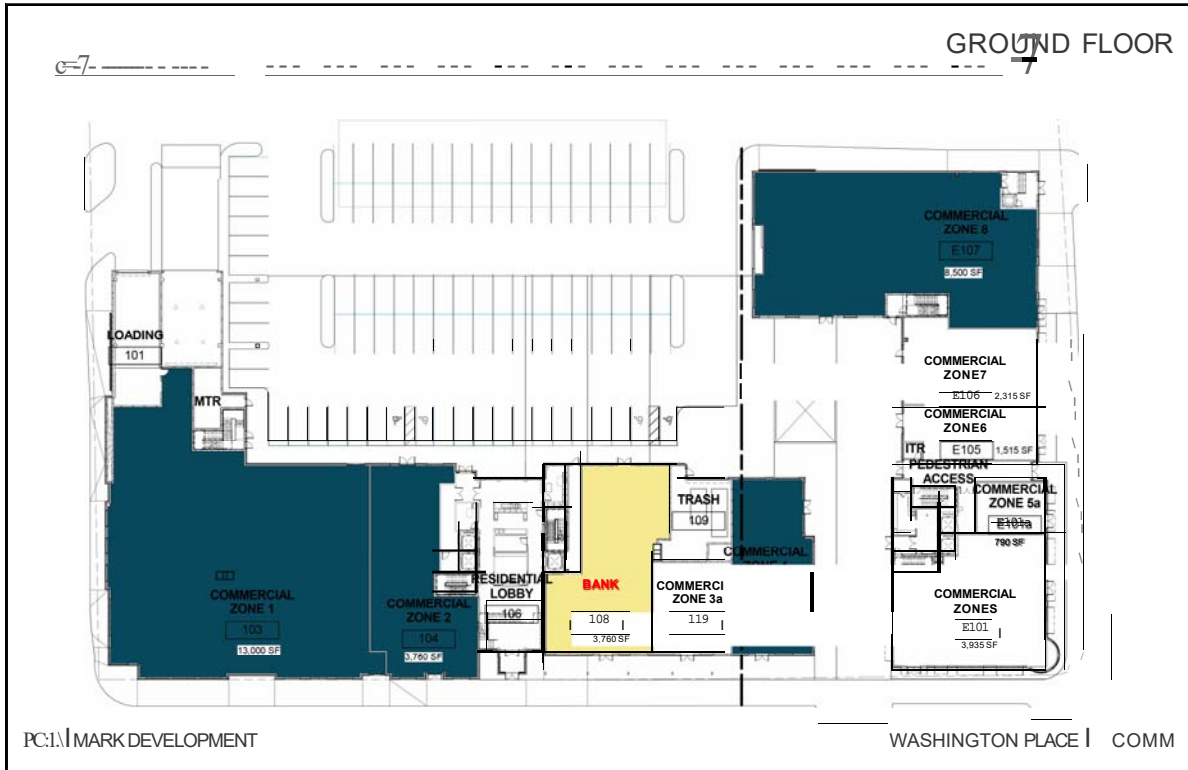 GROUND FLOOR
COMMERCIAL
ZONE 8
E107
8,500 SF
LOADING
101
MTR
COMMERCIAL
ZONE7
E106 2,315 SF
COMMERCIAL
ZONE6
ITR E105 1,515 SF
PEDESTRIAN
ACCESS
COMMERCIAL
ZONE 5a
E101a
790 SF
TRASH
109
COMMERCIAL
COMMERCIAL
ZONE 1
103
13,000 SF
COMMERCIAL
ZONE 2
104
3,760 SF
RESIDENTIAL
LOBBY
106
BANK
108
3,760 SF
COMMERCI
ZONE 3a
119
COMMERCIAL
ZONES
E101
3,935 SF
MARK DEVELOPMENT
WASHINGTON PLACE | COMM